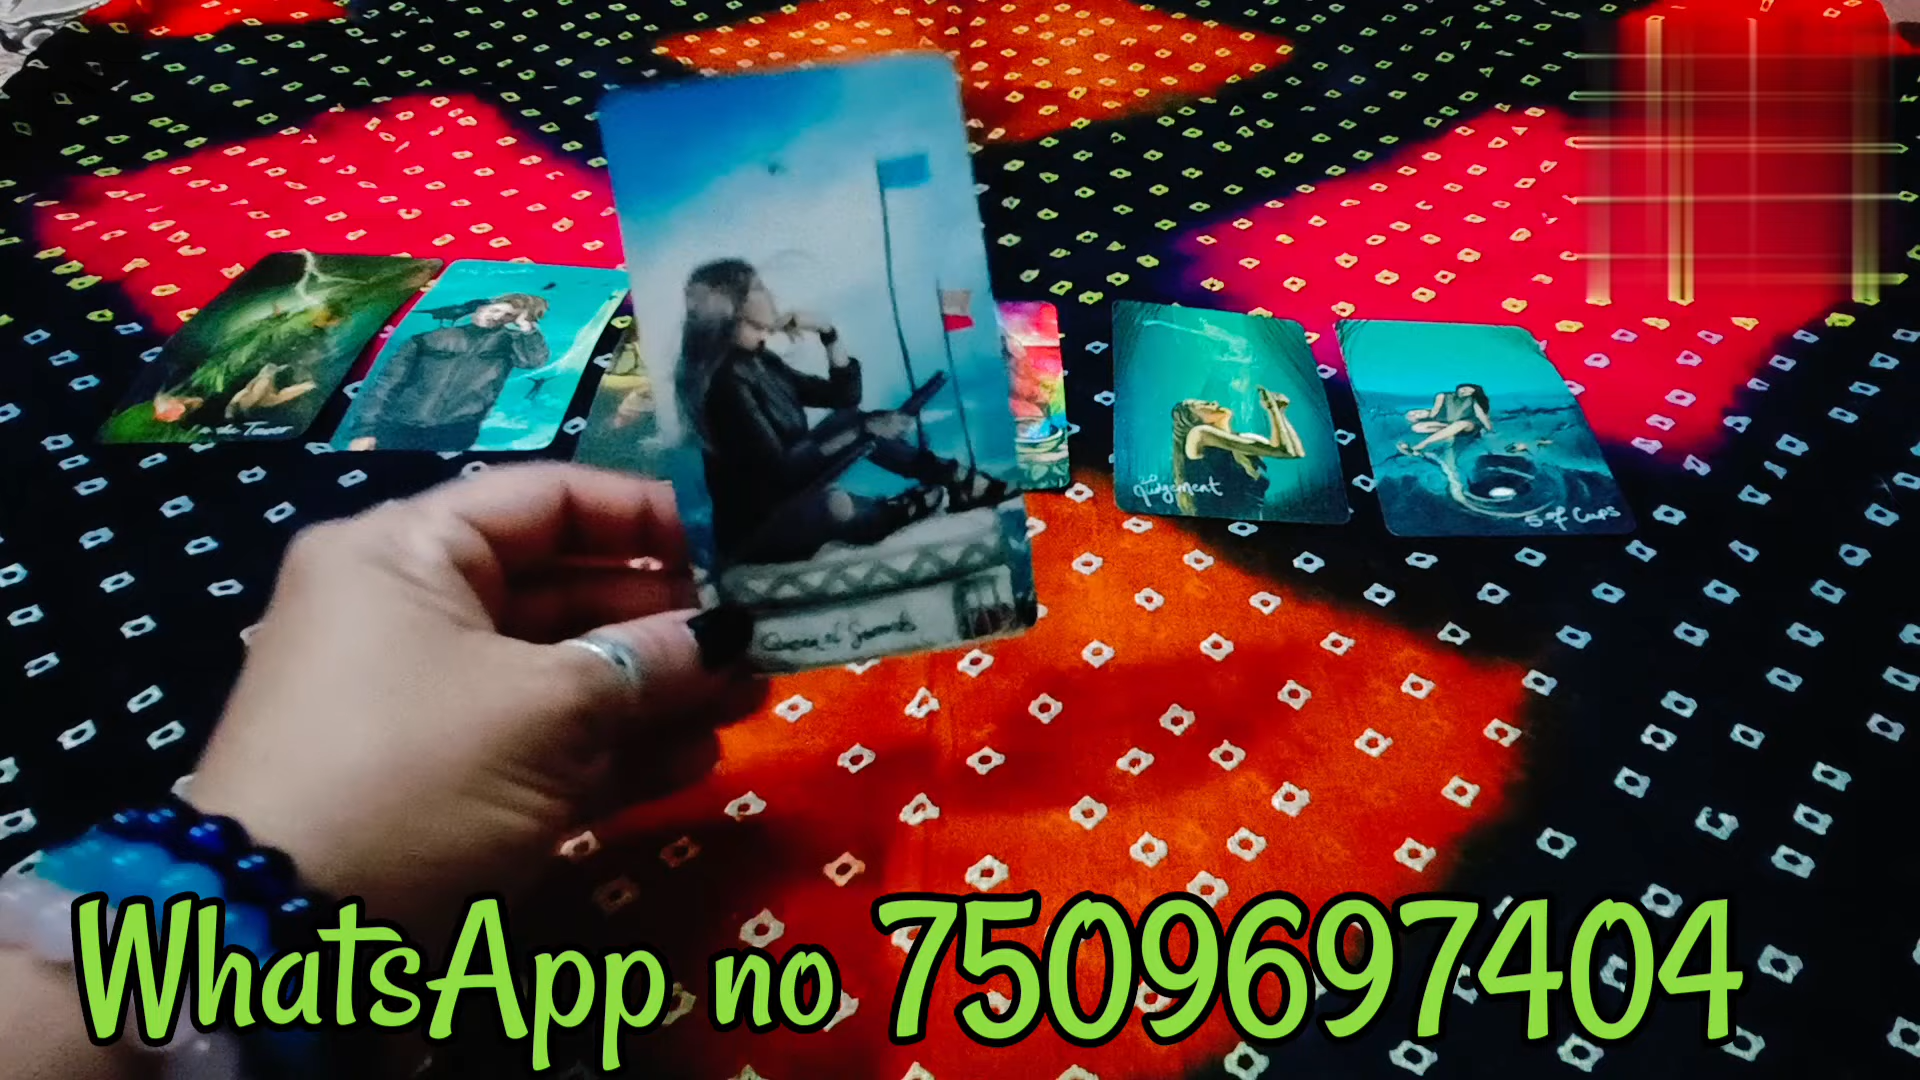 the Tower
Queen of Swords
Judgement
5 of Cups
WhatsApp no 7509697404